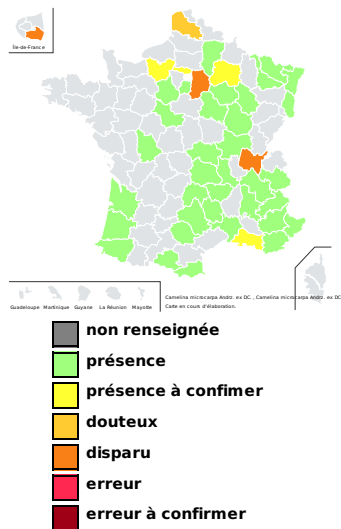 Île-de-France
Guadeloupe Martinique Guyane La Réunion Mayotte
Camelina microcarpa Andrz. ex DC. , Camelina microcarpa Andrz. ex DC
Carte en cours d'élaboration.
non renseignée
présence
présence à confimer
douteux
disparu
erreur
erreur à confirmer